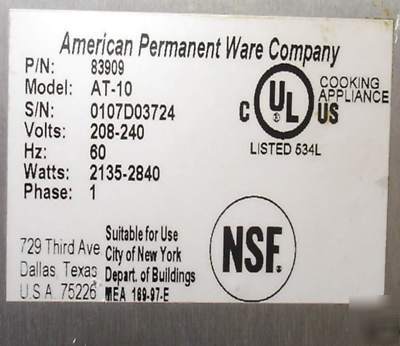 American Permanent Ware Company
P/N: 83909
Model: AT-10
S/N: 0107D03724
Volts: 208-240
Hz: 60
Watts: 2135-2840
Phase: 1
C UL US
COOKING
APPLIANCE
LISTED 534L
729 Third Ave
Dallas, Texas
U.S.A. 75226
Suitable for Use
City of New York
Depart. of Buildings
MEA 189-97-E
NSF.